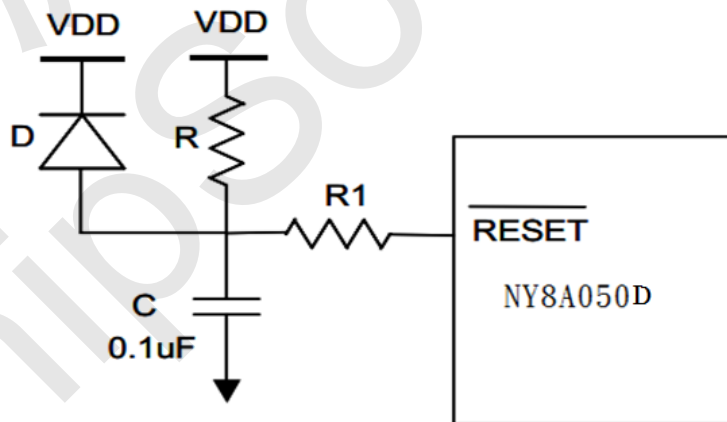 VDD
VDD
D
R
R1
RESET
C
0.1uF
NY8A050D